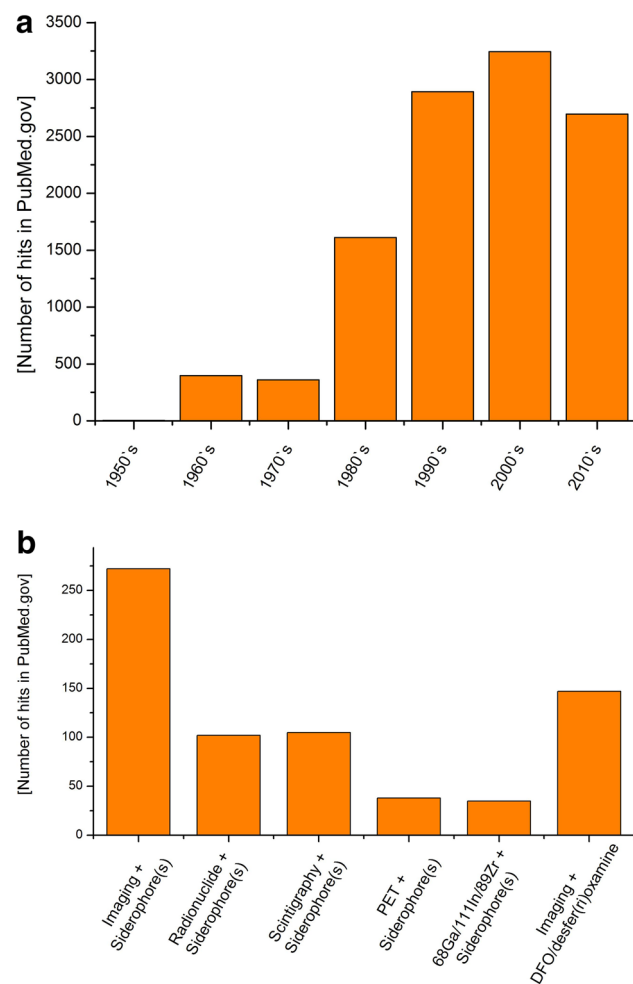 a
[Number of hits in PubMed.gov]
3500
3000
2500
2000
1500
1000
500
0
1950`s
1960`s
1970`s
1980`s
1990`s
2000`s
2010`s
b
[Number of hits in PubMed.gov]
250
200
150
100
50
0
Imaging +
Siderophore(s)
Radionuclide +
Siderophore(s)
Scintigraphy +
Siderophore(s)
PET +
Siderophore(s)
68Ga/111In/89Zr +
Siderophore(s)
Imaging +
DFO/desfer(ri)oxamine